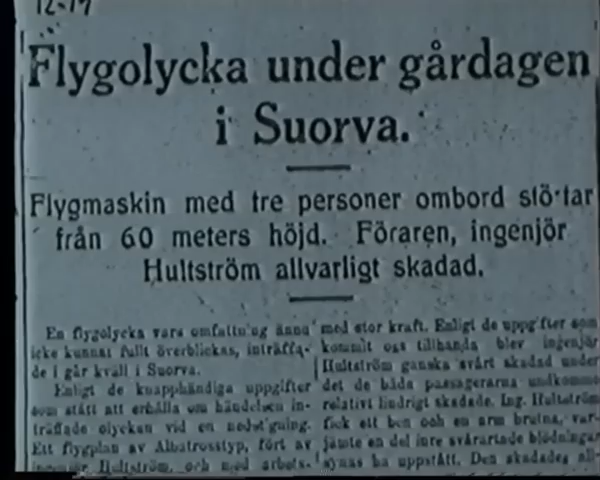 12-19
Flygolycka under gårdagen
i Suorva.
Flygmaskin med tre personer ombord störtar
från 60 meters höjd. Föraren, ingenjör
Hultström allvarligt skadad.
En flygolycka vars omfattning ännu
icke kunnat fullt överblickas, inträffa-
de i går kväll i Suorva.
Enligt de knapphändiga uppgifter
som stått att erhålla om händelsen in-
träffade olyckan vid en nedstigning.
Ett flygplan av Albatrosstyp, fört av
ingenjör Hultström, och med arbets-
med stor kraft. Enligt de uppgifter som
kommit oss tillhanda blev ingenjör
Hultström ganska svårt skadad under
det de båda passagerarna undkommo
relativt lindrigt skadade. Ing. Hultström
fick ett ben och en arm brutna, var-
jämte en del inre svårartade blödningar
synas ha uppstått. Den skadades